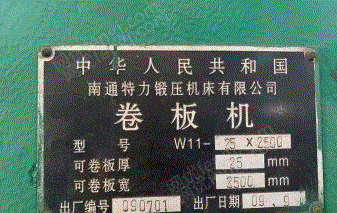 中华人民共和国
南通特力锻压机床有限公司
卷板机
型号 W11-25×2500
可卷板厚 25 mm
可卷板宽 2500 mm
出厂编号 090701 出厂日期 09.9